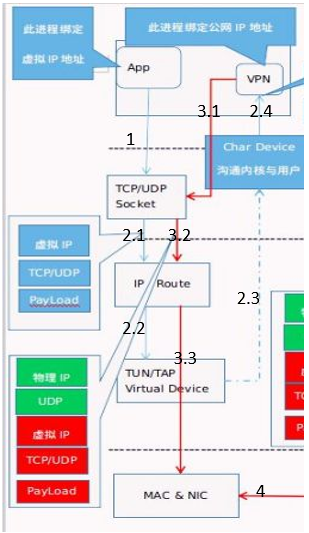 此进程绑定
虚拟 IP 地址
此进程绑定公网 IP 地址
App
VPN
3.1
2.4
1
Char Device
沟通内核与用户
TCP/UDP
Socket
2.1
3.2
虚拟 IP
TCP/UDP
PayLoad
IP Route
2.2
2.3
3.3
物理 IP
UDP
虚拟 IP
TCP/UDP
PayLoad
TUN/TAP
Virtual Device
MAC & NIC
4